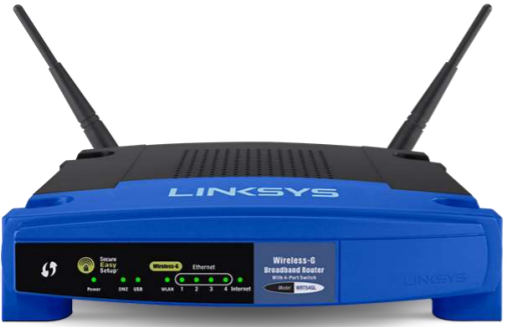 LINKSYS
Secure
Easy
Setup
Wireless-G
Ethernet
Power
DMZ
USB
WLAN
1
2
3
4
Internet
Wireless-G
Broadband Router
With 4-Port Switch
Model
WRT54GL
LINKSYS